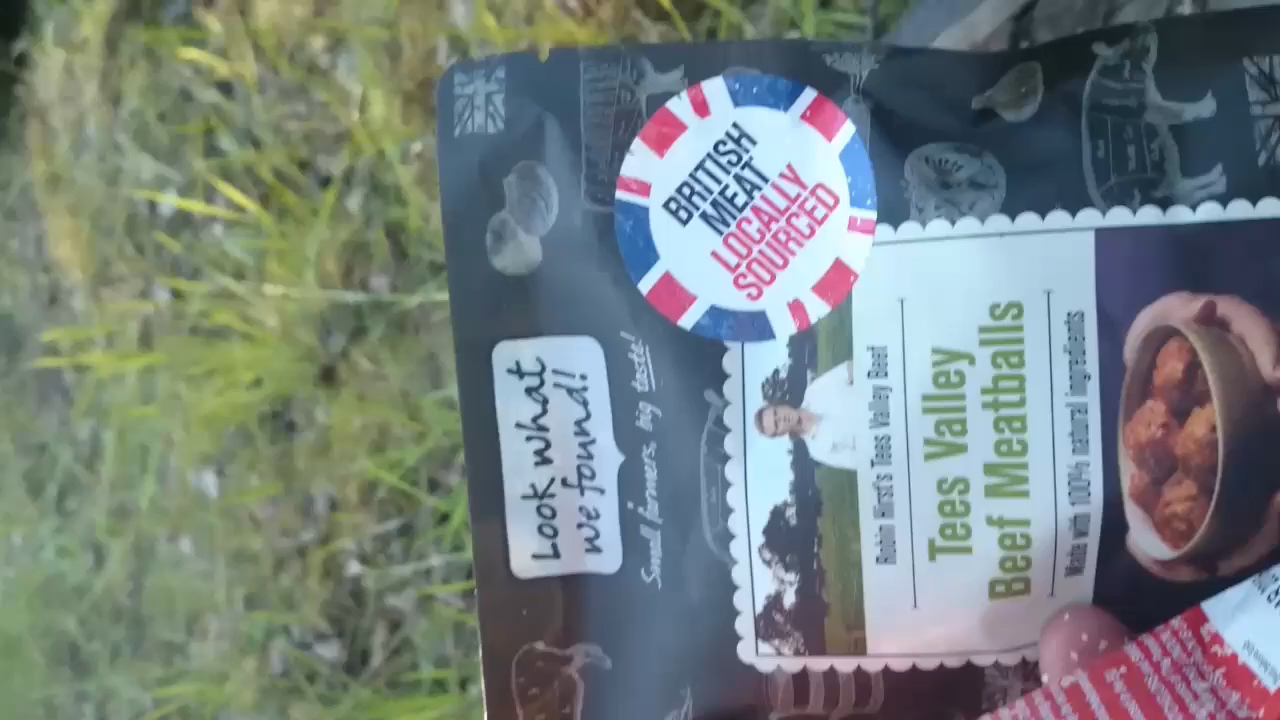 Look what
we found!
Small farmers, big taste!
BRITISH
MEAT
LOCALLY
SOURCED
Robin Hirst's Tees Valley Beef
Tees Valley
Beef Meatballs
Made with 100% natural ingredients